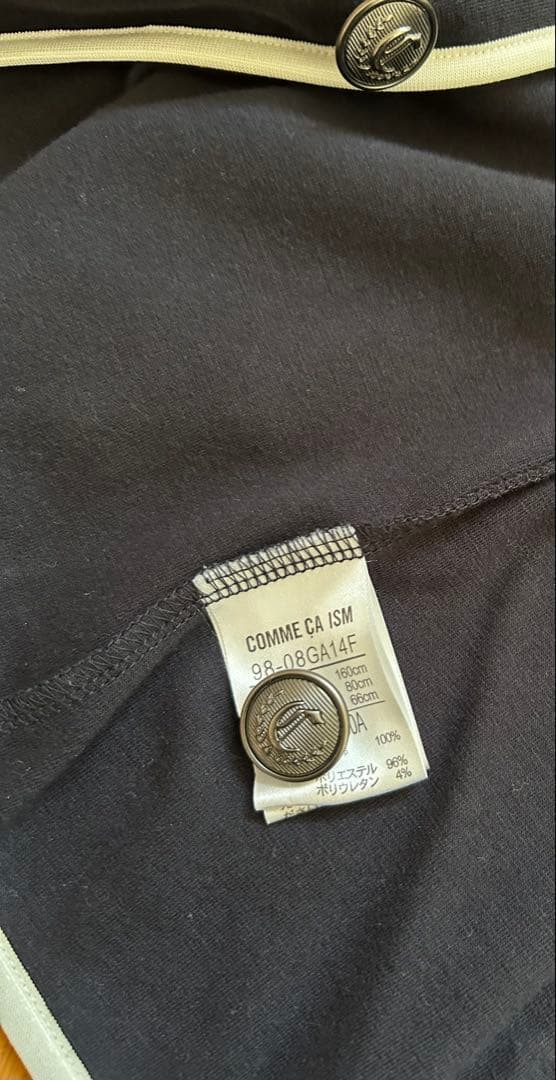 COMME ÇA ISM
98-08GA14F
160cm
80cm
66cm
0A
100%
ポリエステル 96%
ポリウレタン 4%